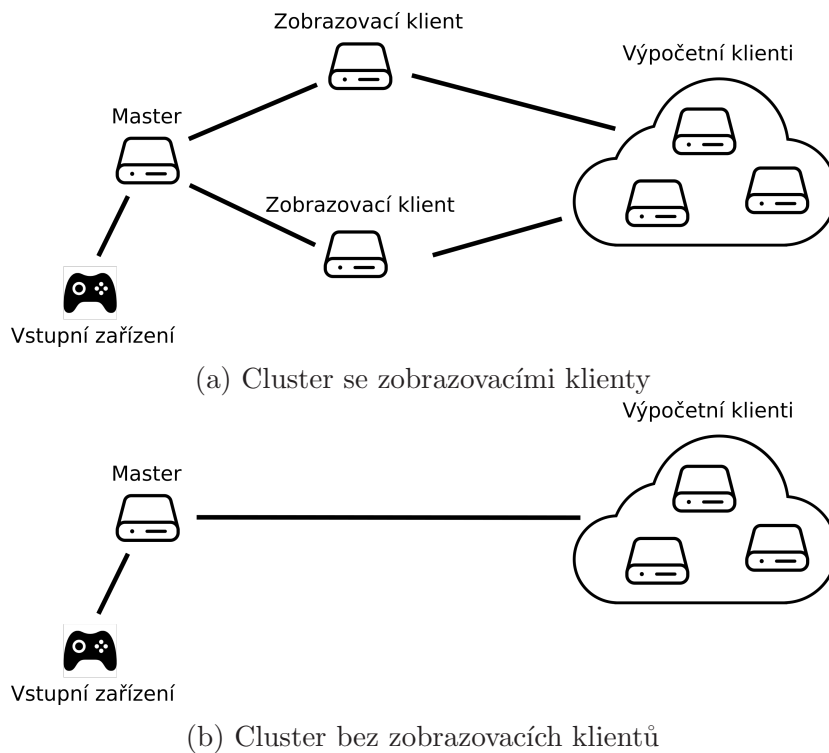 Zobrazovací klient
Výpočetní klienti
Master
Zobrazovací klient
Vstupní zařízení
(a) Cluster se zobrazovacími klienty
Výpočetní klienti
Master
Vstupní zařízení
(b) Cluster bez zobrazovacích klientů